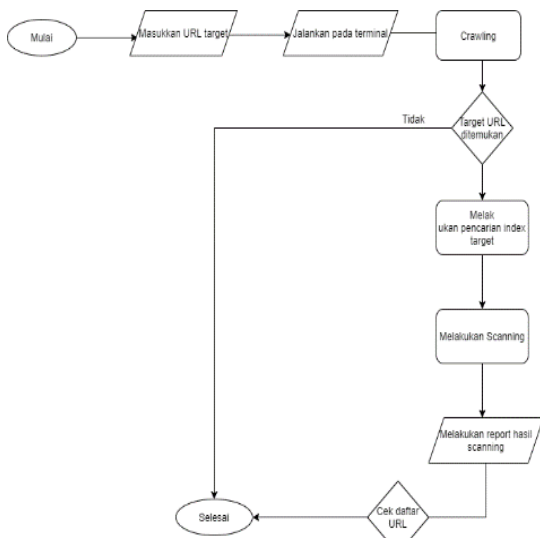 Mulai
Masukkan URL target
Jalankan pada terminal
Crawling
Tidak
Target URL
ditemukan
Melak
ukan pencarian index
target
Melakukan Scanning
Melakukan report hasil
scanning
Cek daftar
URL
Selesai